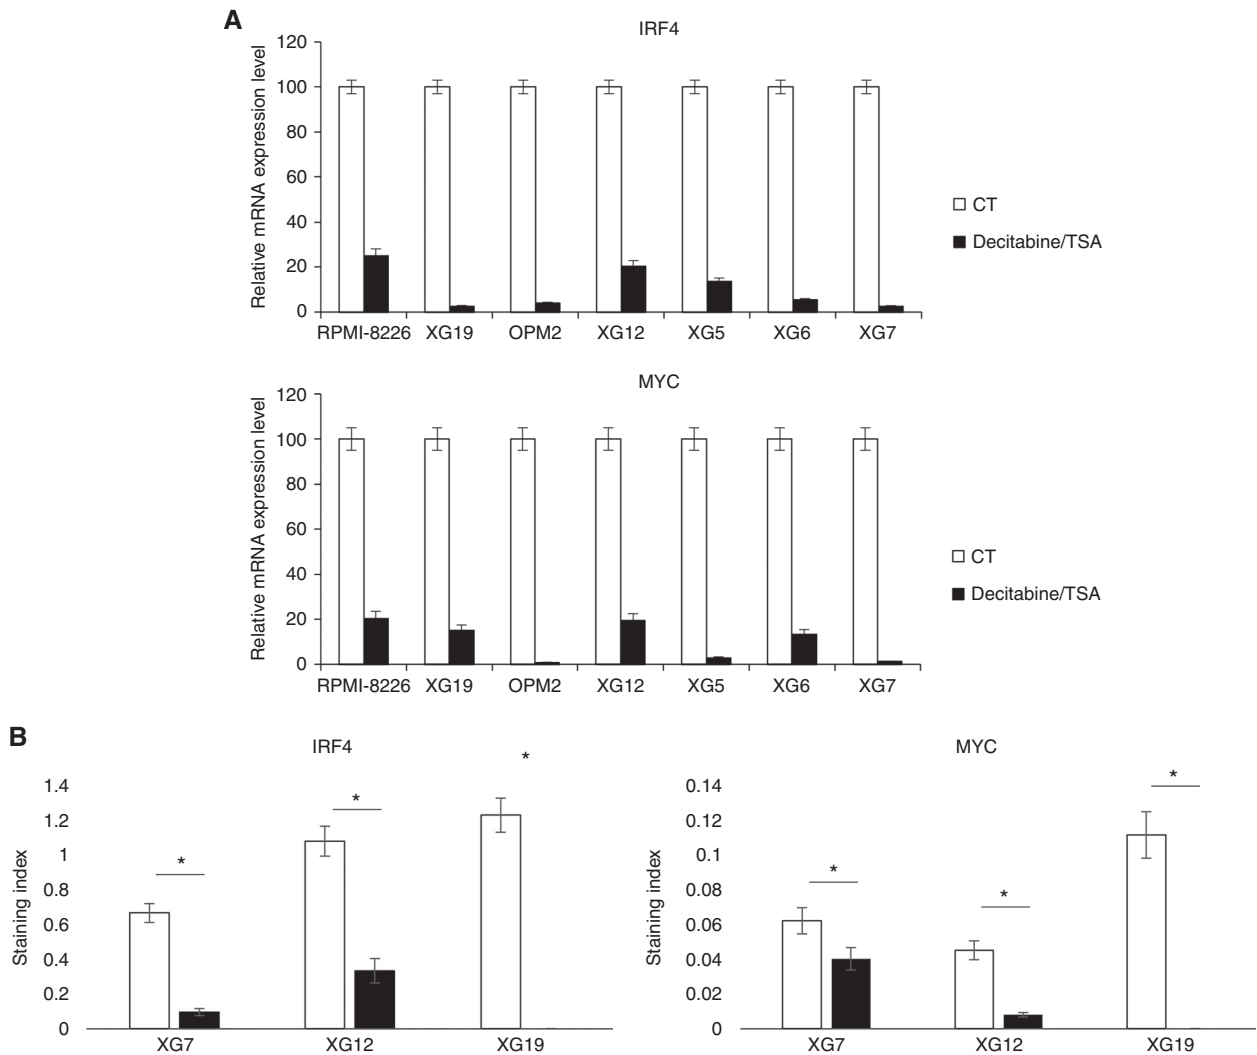 A
IRF4
Relative mRNA expression level
120
100
80
60
40
20
0
RPMI-8226 XG19 OPM2 XG12 XG5 XG6 XG7
CT
Decitabine/TSA
MYC
Relative mRNA expression level
120
100
80
60
40
20
0
RPMI-8226 XG19 OPM2 XG12 XG5 XG6 XG7
CT
Decitabine/TSA
B
IRF4
Staining index
1.4
1.2
1
0.8
0.6
0.4
0.2
0
* * *
XG7 XG12 XG19
MYC
Staining index
0.14
0.12
0.1
0.08
0.06
0.04
0.02
0
* * *
XG7 XG12 XG19